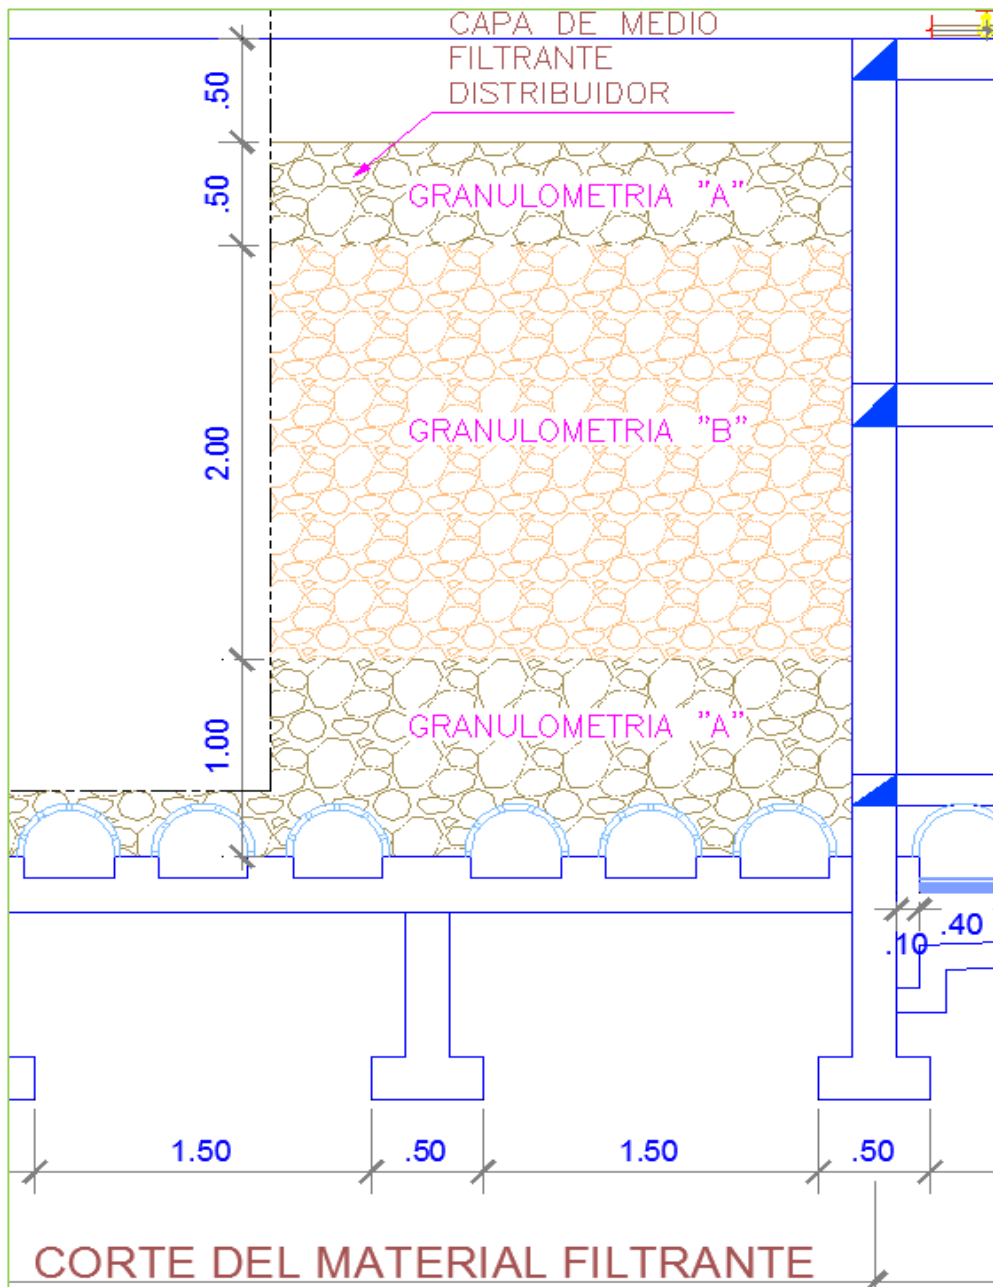 CAPA DE MEDIO
FILTRANTE
DISTRIBUIDOR
.50
.50
GRANULOMETRIA "A"
2.00
GRANULOMETRIA "B"
1.00
GRANULOMETRIA "A"
.10
.40
1.50
.50
1.50
.50
CORTE DEL MATERIAL FILTRANTE